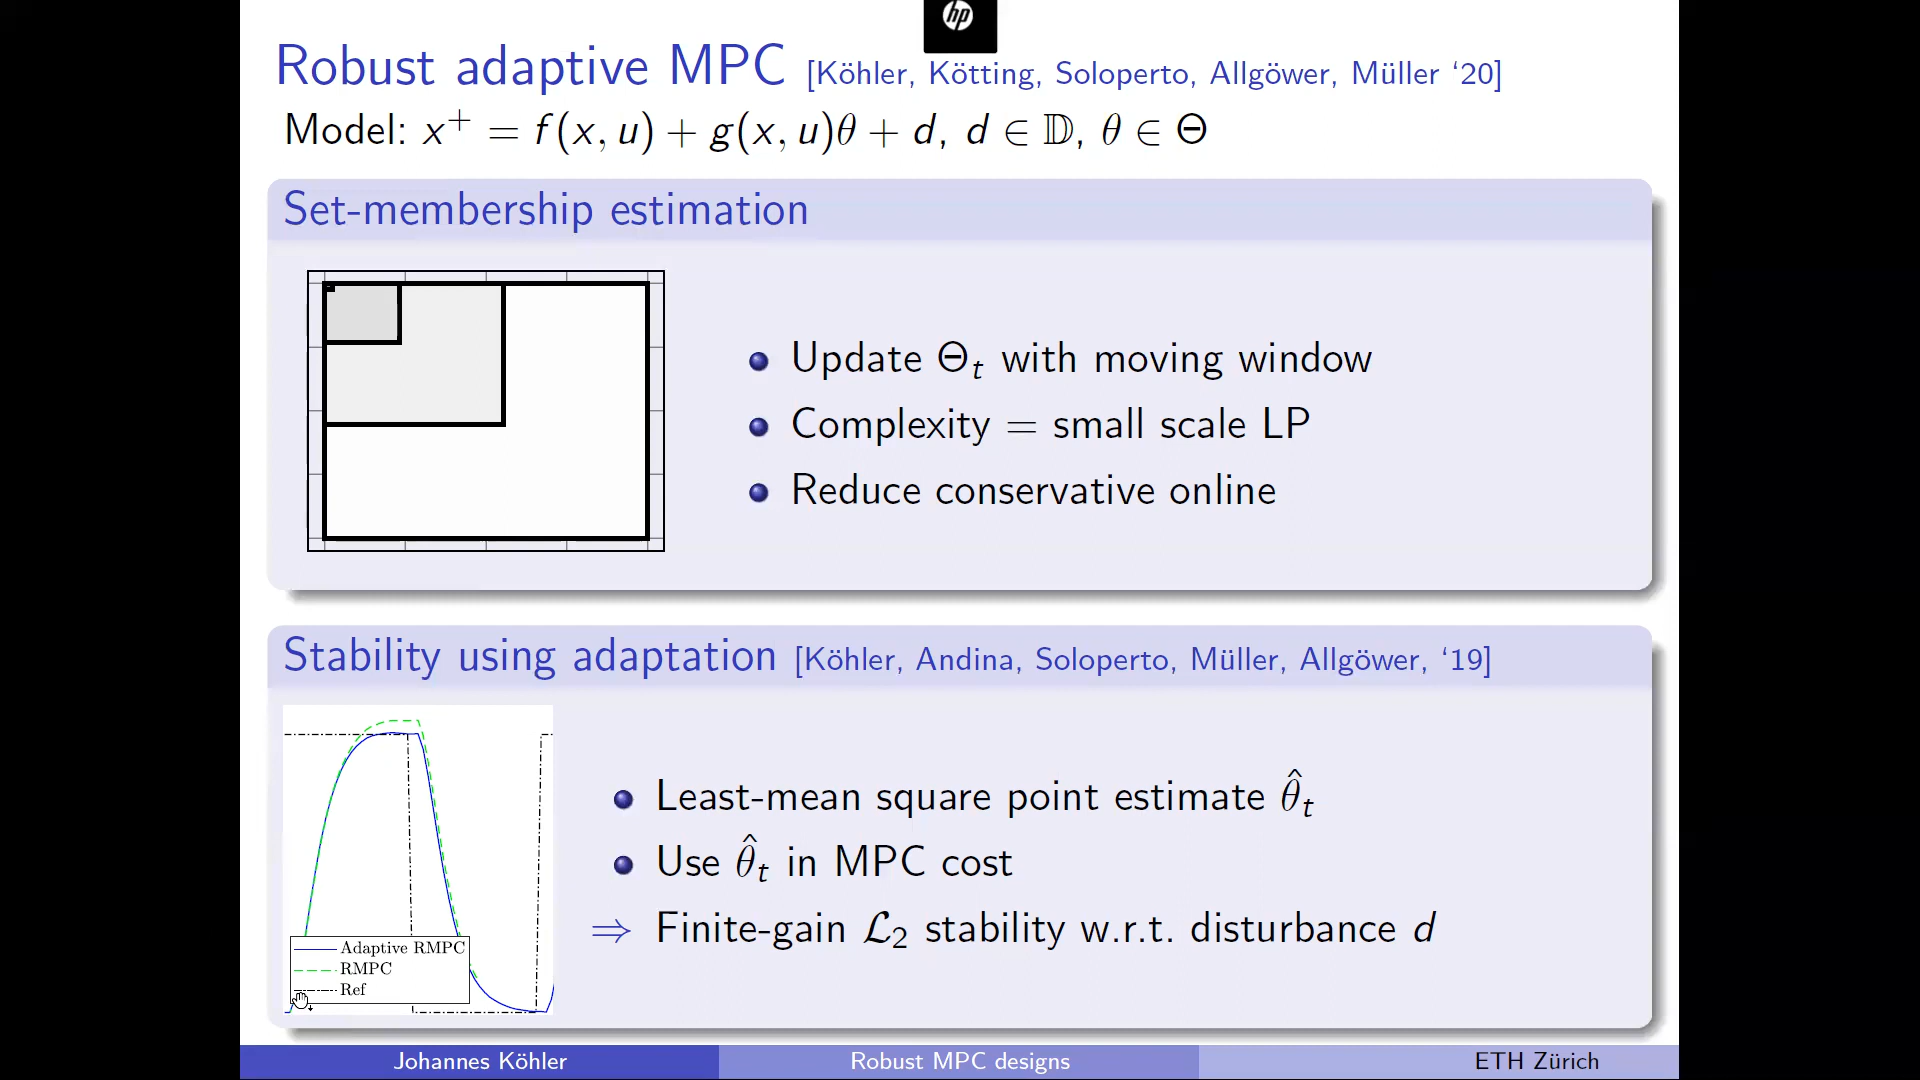 hp
Robust adaptive MPC [Köhler, Kötting, Soloperto, Allgöwer, Müller ‘20]
Model: x⁺ = f(x, u) + g(x, u)θ + d, d ∈ 𝔻, θ ∈ Θ
Set-membership estimation
Update Θₜ with moving window
Complexity = small scale LP
Reduce conservative online
Stability using adaptation [Köhler, Andina, Soloperto, Müller, Allgöwer, ‘19]
Least-mean square point estimate θ̂ₜ
Use θ̂ₜ in MPC cost
⇒ Finite-gain ℒ₂ stability w.r.t. disturbance d
Adaptive RMPC
RMPC
Ref
Johannes Köhler Robust MPC designs ETH Zürich